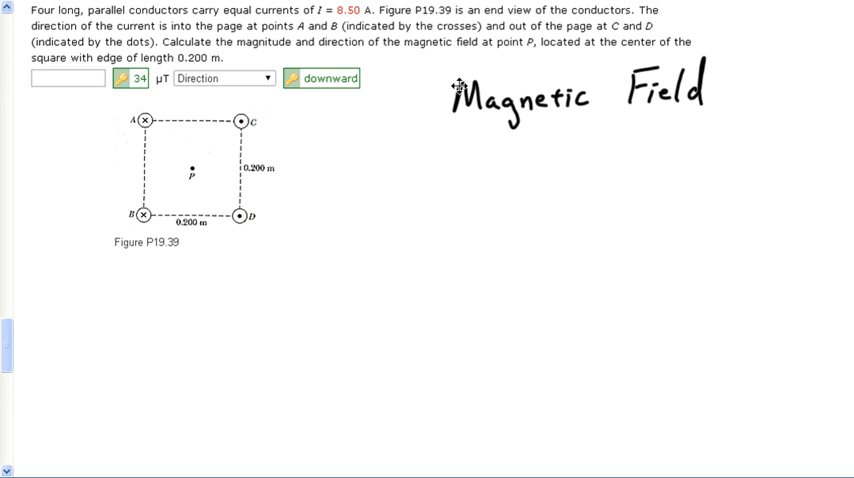 Four long, parallel conductors carry equal currents of I = 8.50 A. Figure P19.39 is an end view of the conductors. The
direction of the current is into the page at points A and B (indicated by the crosses) and out of the page at C and D
(indicated by the dots). Calculate the magnitude and direction of the magnetic field at point P, located at the center of the
square with edge of length 0.200 m.
34 µT Direction downward
Magnetic Field
A C
0.200 m
P
B D
0.200 m
Figure P19.39